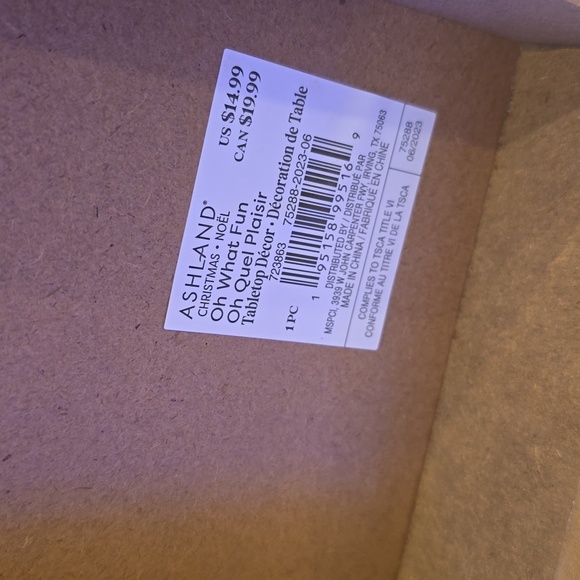 ASHLAND®
CHRISTMAS • NOËL
Oh What Fun
Oh Quel Plaisir
Tabletop Décor • Décoration de Table
US $14.99
CAN $19.99
723863 75288-2023-06
1 PC
1 95158 99516 9
DISTRIBUTED BY / DISTRIBUÉ PAR
MSPCI, 3939 W JOHN CARPENTER FWY, IRVING, TX 75063
MADE IN CHINA / FABRIQUÉ EN CHINE
COMPLIES TO TSCA TITLE VI
CONFORME AU TITRE VI DE LA TSCA
75288
06/2023